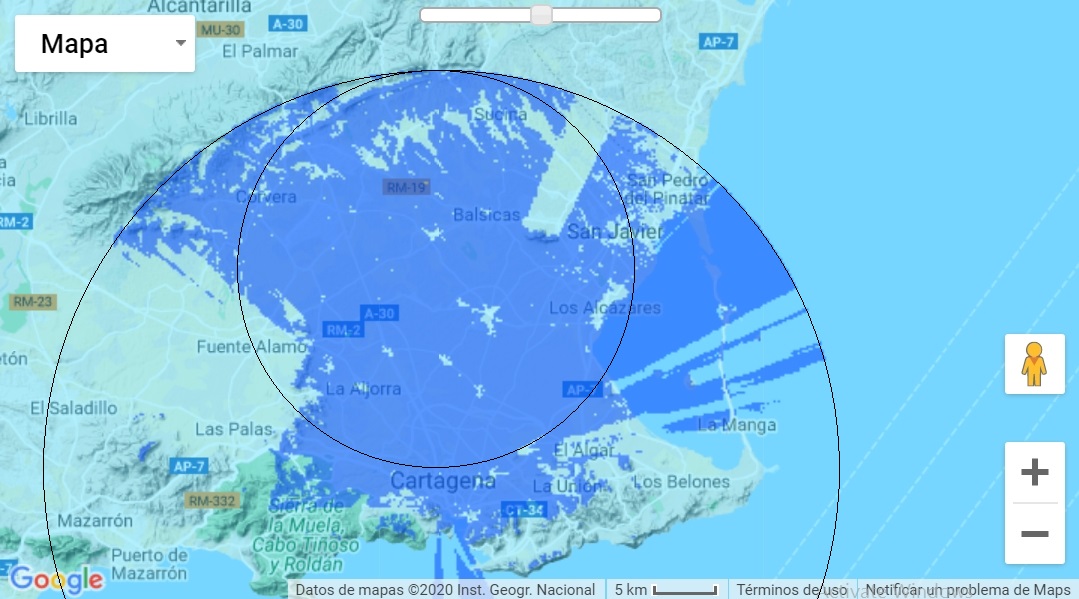 Alcantarilla
MU-30
A-30
AP-7
Mapa
El Palmar
Librilla
Sucina
San Pedro
del Pinatar
RM-19
Corvera
Balsicas
San Javier
RM-2
RM-23
A-30
RM-2
Los Alcázares
Fuente Alamo
La Aljorra
AP-7
El Saladillo
Las Palas
La Manga
El Algar
AP-7
Cartagena
La Unión
Los Belones
RM-332
Sierra de
la Muela,
Cabo Tiñoso
y Roldán
CT-34
Mazarrón
Puerto de
Mazarrón
Google
Datos de mapas ©2020 Inst. Geogr. Nacional
5 km
Términos de uso
Notificar un problema de Maps